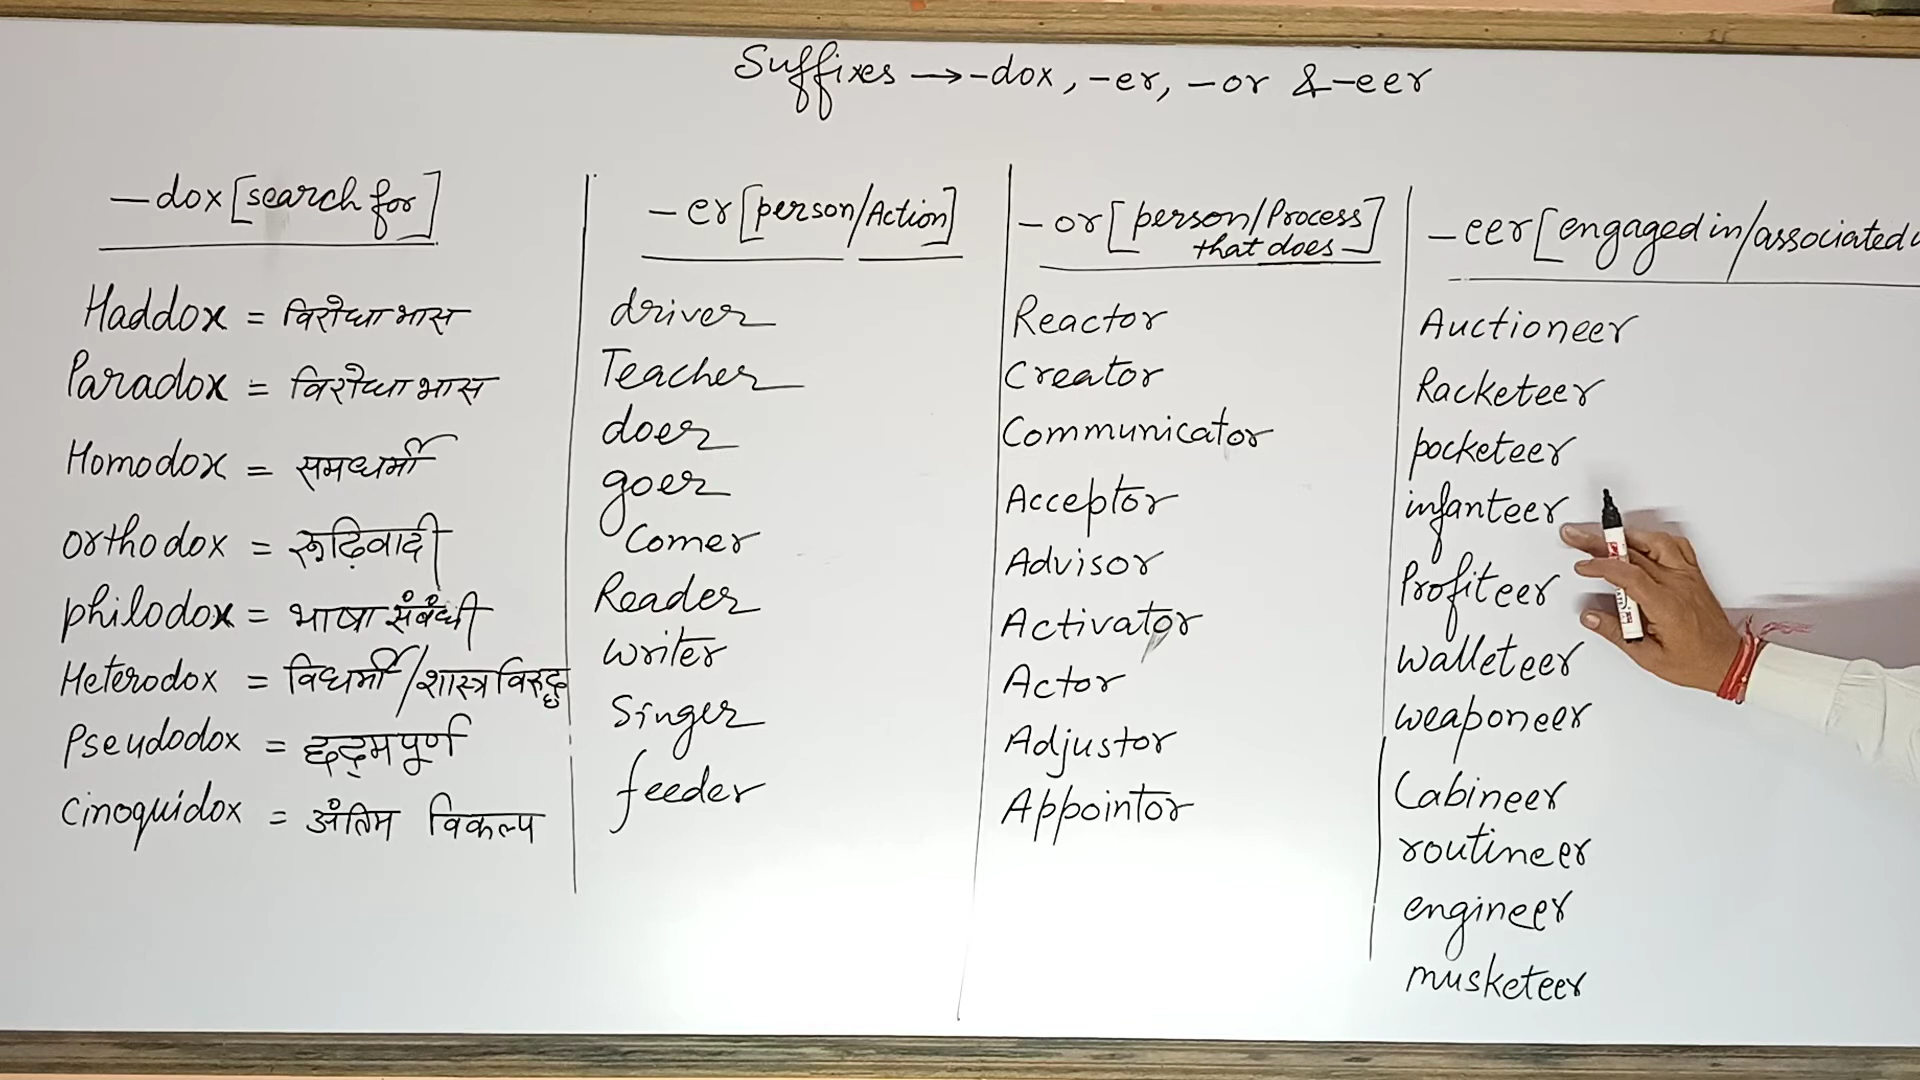 Suffixes → -dox, -er, -or & -eer
-dox [search for]
Haddox = विरोधाभास
Paradox = विरोधाभास
Homodox = समधर्मी
orthodox = रूढ़िवादी
philodox = भाषा संबंधी
Heterodox = विधर्मी/शास्त्रविरुद्ध
Pseudodox = छद्मपूर्ण
Cinoquidox = अंतिम विकल्प
-er [person/Action]
driver
Teacher
doer
goer
Comer
Reader
writer
Singer
feeder
-or [person/Process
that does]
Reactor
Creator
Communicator
Acceptor
Advisor
Activator
Actor
Adjustor
Appointor
-eer [engaged in/associated
Auctioneer
Racketeer
pocketeer
infanteer
Profiteer
walleteer
weaponeer
Cabineer
routineer
engineer
musketeer